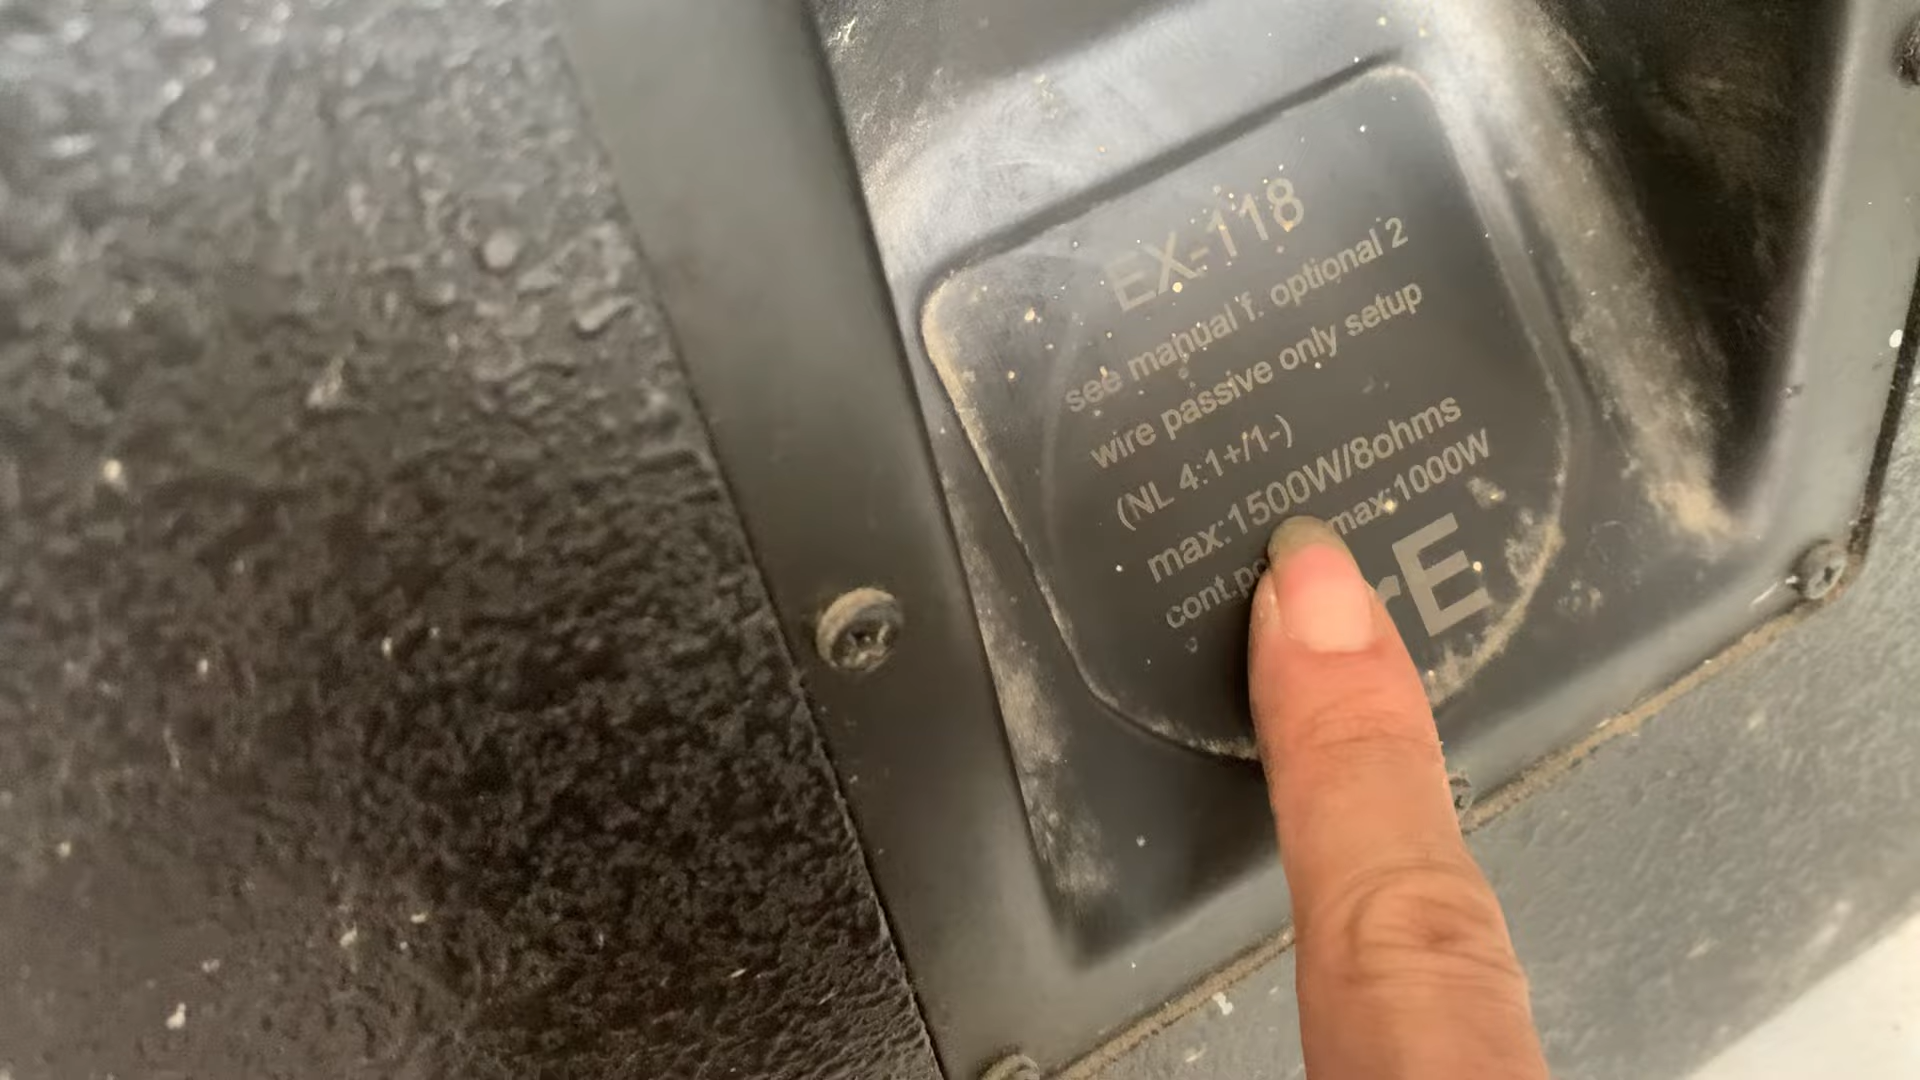 EX-118
see manual f. optional 2
wire passive only setup
(NL 4:1+/1-)
max:1500W/8ohms
cont. max:1000W
rE